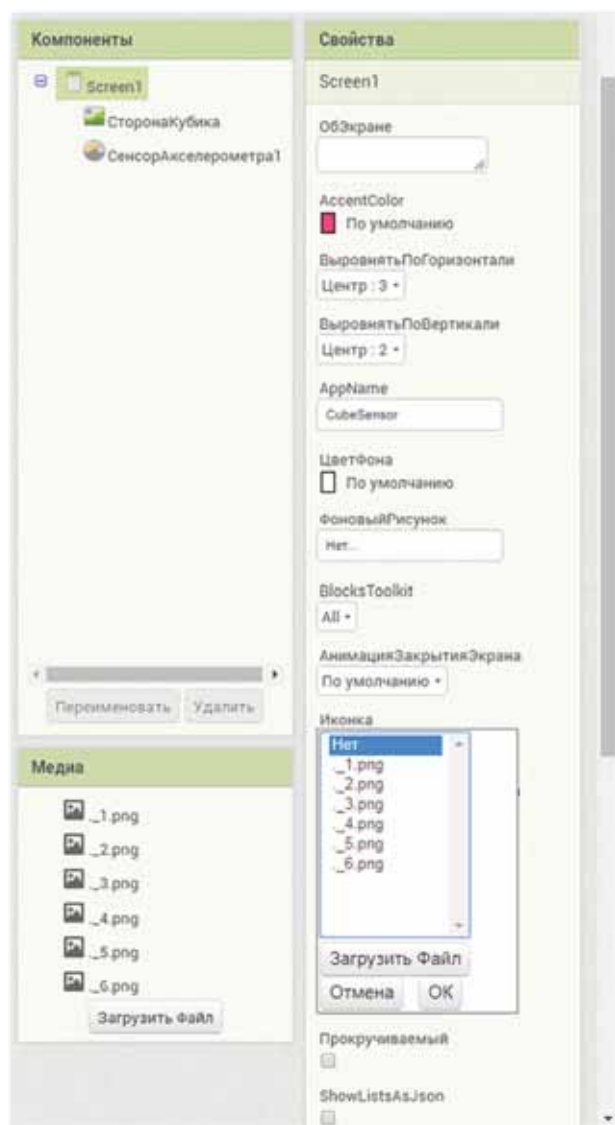 Компоненты
Screen1
СторонаКубика
СенсорАкселерометра1
Переименовать
Удалить
Медиа
._1.png
._2.png
._3.png
._4.png
._5.png
._6.png
Загрузить Файл
Свойства
Screen1
ОбЭкране
AccentColor
По умолчанию
ВыровнятьПоГоризонтали
Центр : 3
ВыровнятьПоВертикали
Центр : 2
AppName
CubeSensor
ЦветФона
По умолчанию
ФоновыйРисунок
Нет...
BlocksToolkit
All
АнимацияЗакрытияЭкрана
По умолчанию
Иконка
Нет
._1.png
._2.png
._3.png
._4.png
._5.png
._6.png
Загрузить Файл
Отмена
OK
Прокручиваемый
ShowListsAsJson